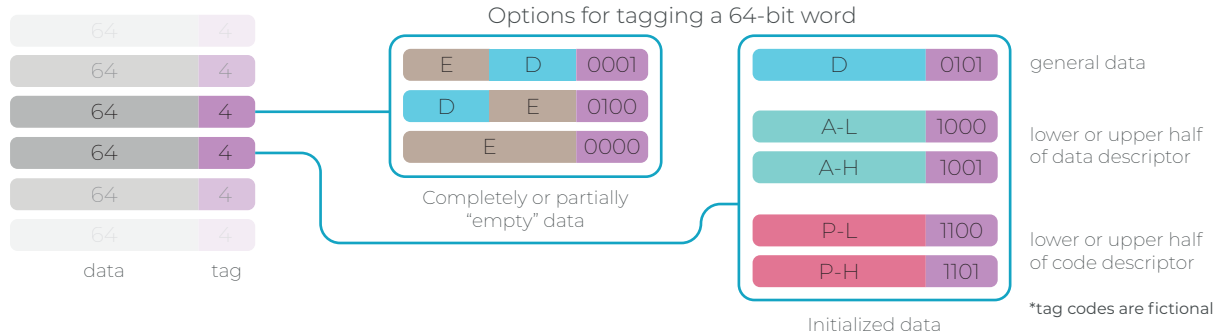 Options for tagging a 64-bit word
64 4
64 4
64 4
64 4
64 4
64 4
data tag
E D 0001
D E 0100
E 0000
Completely or partially
“empty” data
D 0101
general data
A-L 1000
A-H 1001
lower or upper half
of data descriptor
P-L 1100
P-H 1101
lower or upper half
of code descriptor
Initialized data
*tag codes are fictional